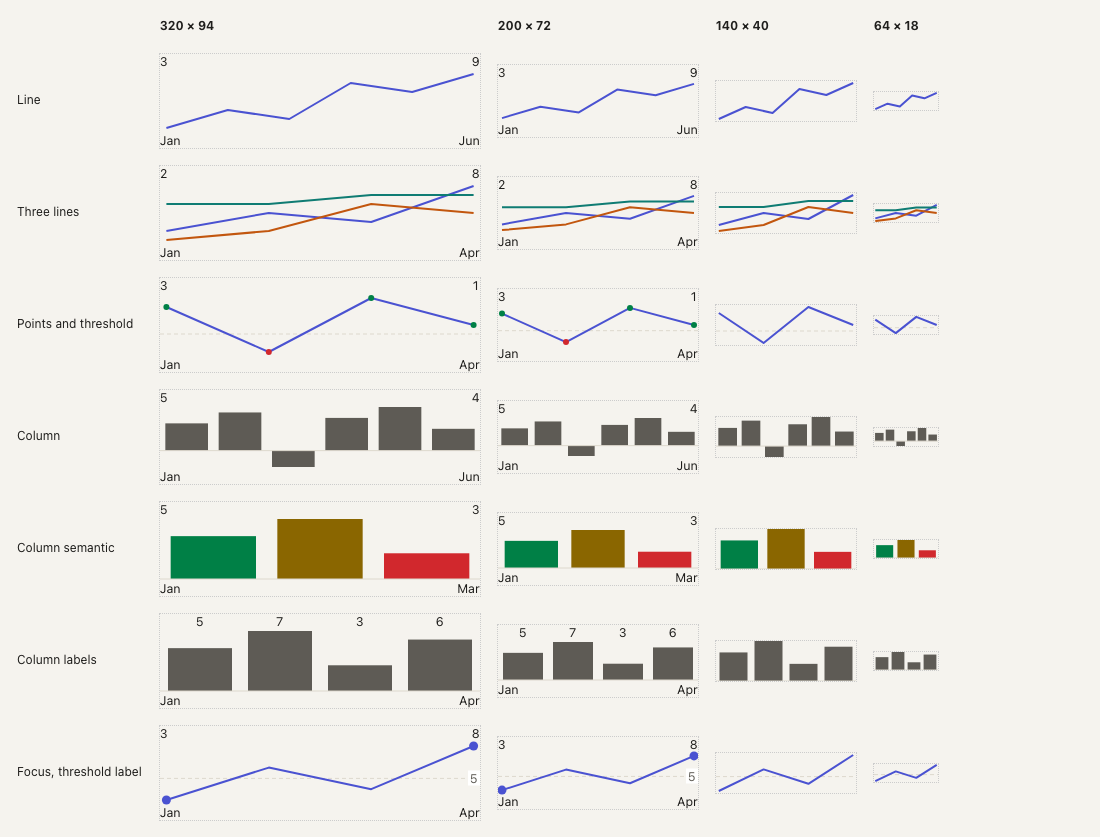 320 × 94 200 × 72 140 × 40 64 × 18
3 9
3 9
Line
Jan Jun
Jan Jun
2 8
2 8
Three lines
Jan Apr
Jan Apr
3 1
3 1
Points and threshold
Jan Apr
Jan Apr
5 4
5 4
Column
Jan Jun
Jan Jun
5 3
5 3
Column semantic
Jan Mar
Jan Mar
5 7 3 6
5 7 3 6
Column labels
Jan Apr
Jan Apr
3 8
3 8
Focus, threshold label
5
5
Jan Apr
Jan Apr